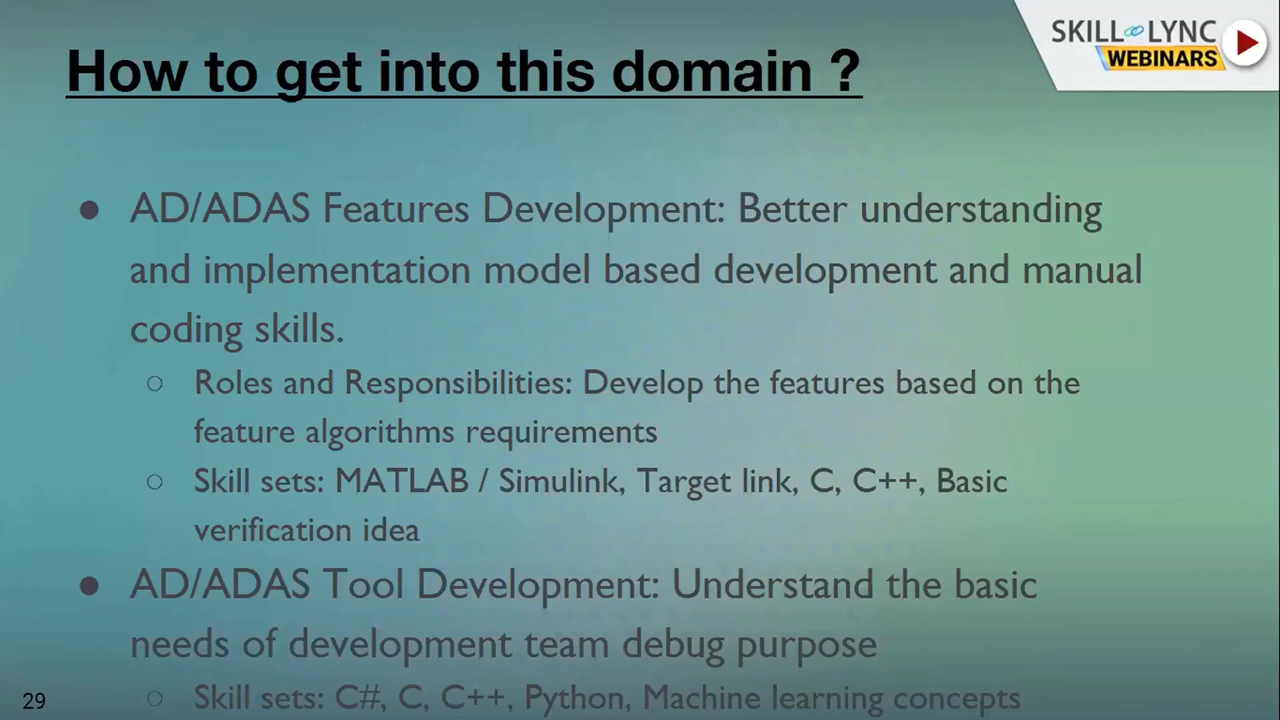 SKILL LYNC
WEBINARS
How to get into this domain ?
● AD/ADAS Features Development: Better understanding
and implementation model based development and manual
coding skills.
○ Roles and Responsibilities: Develop the features based on the
feature algorithms requirements
○ Skill sets: MATLAB / Simulink, Target link, C, C++, Basic
verification idea
● AD/ADAS Tool Development: Understand the basic
needs of development team debug purpose
○ Skill sets: C#, C, C++, Python, Machine learning concepts
29